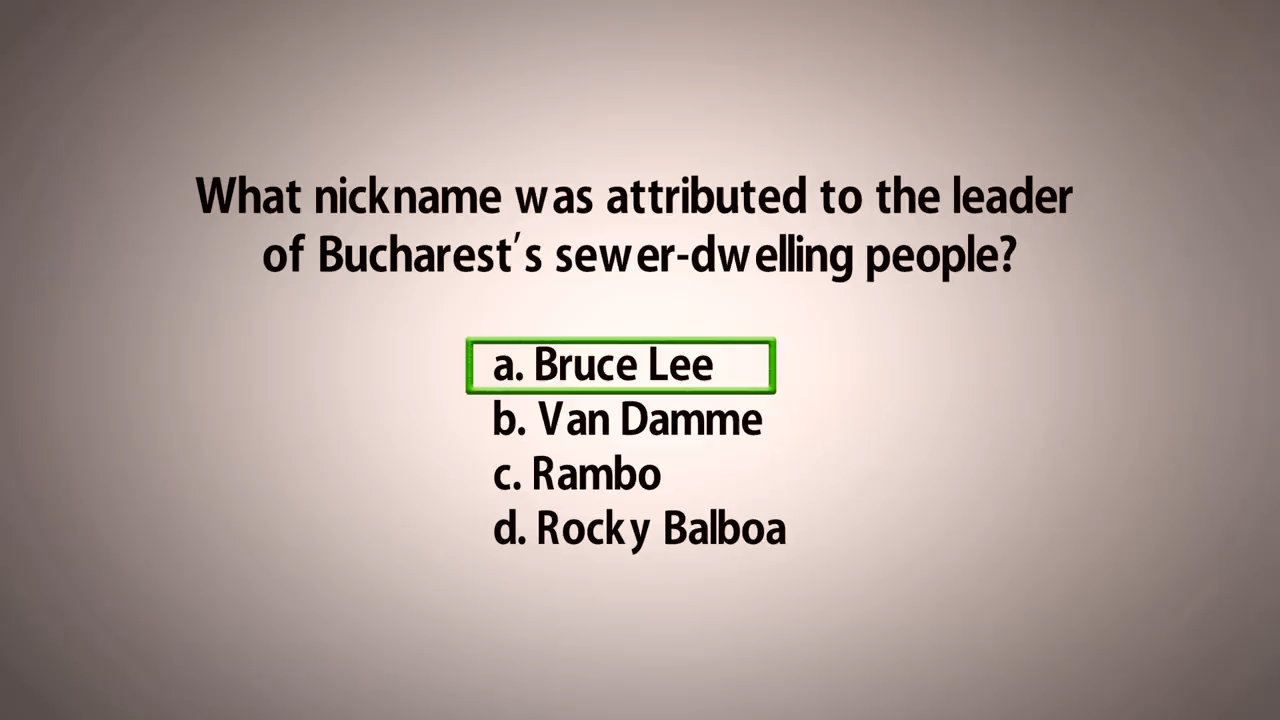 What nickname was attributed to the leader
of Bucharest's sewer-dwelling people?
a. Bruce Lee
b. Van Damme
c. Rambo
d. Rocky Balboa